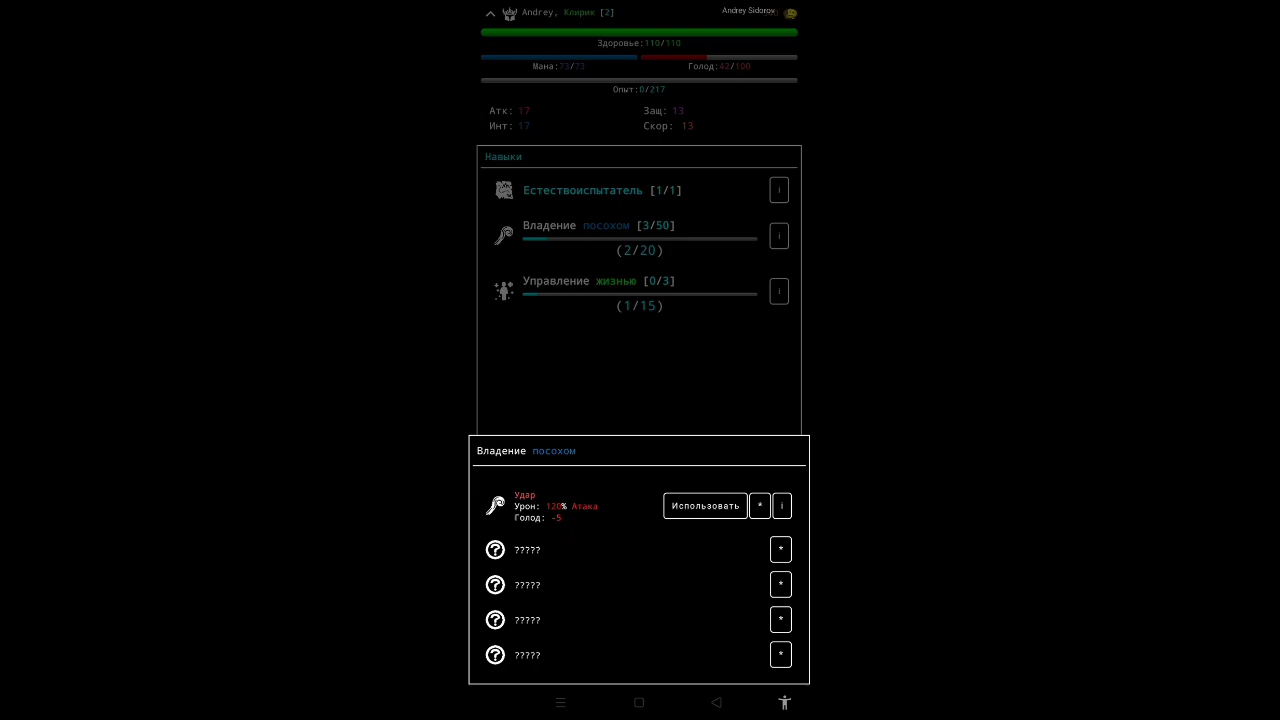 Andrey, Клирик [2]
Andrey Sidorov
Здоровье:110/110
Мана:73/73
Голод:42/100
Опыт:0/217
Атк: 17
Защ: 13
Инт: 17
Скор: 13
Навыки
Естествоиспытатель [1/1]
i
Владение посохом [3/50]
i
(2/20)
Управление жизнью [0/3]
i
(1/15)
Владение посохом
Удар
Урон: 120% Атака
Голод: -5
Использовать
*
i
?????
*
?????
*
?????
*
?????
*